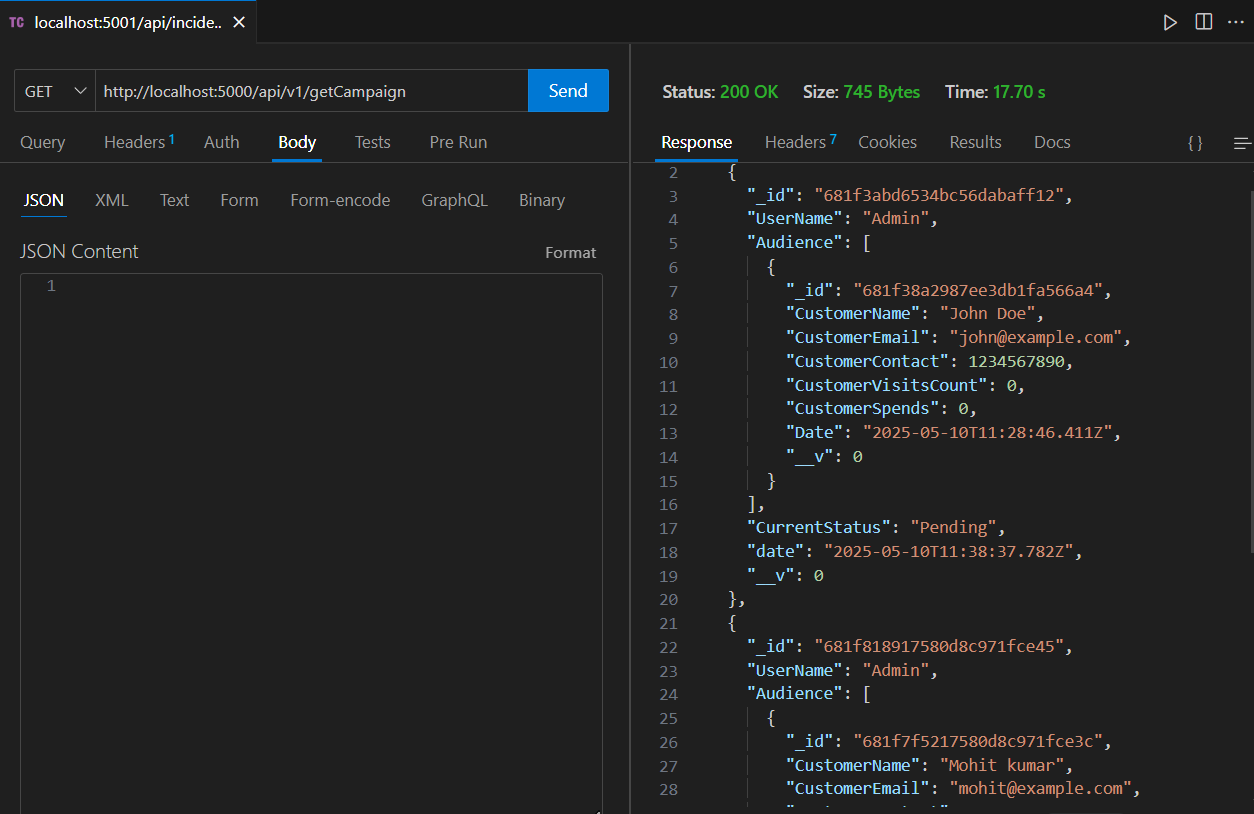 TC localhost:5001/api/incide..
GET http://localhost:5000/api/v1/getCampaign Send
Query Headers 1 Auth Body Tests Pre Run
JSON XML Text Form Form-encode GraphQL Binary
JSON Content Format
1
Status: 200 OK Size: 745 Bytes Time: 17.70 s
Response Headers 7 Cookies Results Docs { }
2 {
3 "_id": "681f3abd6534bc56dabaff12",
4 "UserName": "Admin",
5 "Audience": [
6 {
7 "_id": "681f38a2987ee3db1fa566a4",
8 "CustomerName": "John Doe",
9 "CustomerEmail": "john@example.com",
10 "CustomerContact": 1234567890,
11 "CustomerVisitsCount": 0,
12 "CustomerSpends": 0,
13 "Date": "2025-05-10T11:28:46.411Z",
14 "__v": 0
15 }
16 ],
17 "CurrentStatus": "Pending",
18 "date": "2025-05-10T11:38:37.782Z",
19 "__v": 0
20 },
21 {
22 "_id": "681f818917580d8c971fce45",
23 "UserName": "Admin",
24 "Audience": [
25 {
26 "_id": "681f7f5217580d8c971fce3c",
27 "CustomerName": "Mohit kumar",
28 "CustomerEmail": "mohit@example.com",